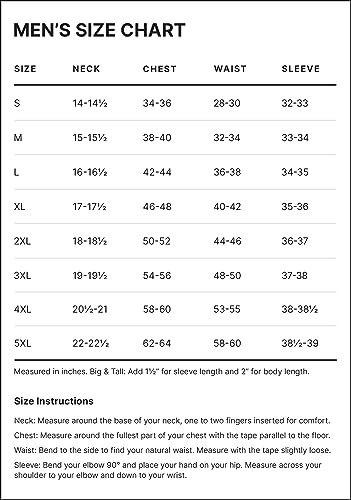 MEN'S SIZE CHART
SIZE NECK CHEST WAIST SLEEVE
S 14-14½ 34-36 28-30 32-33
M 15-15½ 38-40 32-34 33-34
L 16-16½ 42-44 36-38 34-35
XL 17-17½ 46-48 40-42 35-36
2XL 18-18½ 50-52 44-46 36-37
3XL 19-19½ 54-56 48-50 37-38
4XL 20½-21 58-60 53-55 38-38½
5XL 22-22½ 62-64 58-60 38½-39
Measured in inches. Big & Tall: Add 1½” for sleeve length and 2” for body length.
Size Instructions
Neck: Measure around the base of your neck, one to two fingers inserted for comfort.
Chest: Measure around the fullest part of your chest with the tape parallel to the floor.
Waist: Bend to the side to find your natural waist. Measure with the tape slightly loose.
Sleeve: Bend your elbow 90° and place your hand on your hip. Measure across your
shoulder to your elbow and down to your wrist.